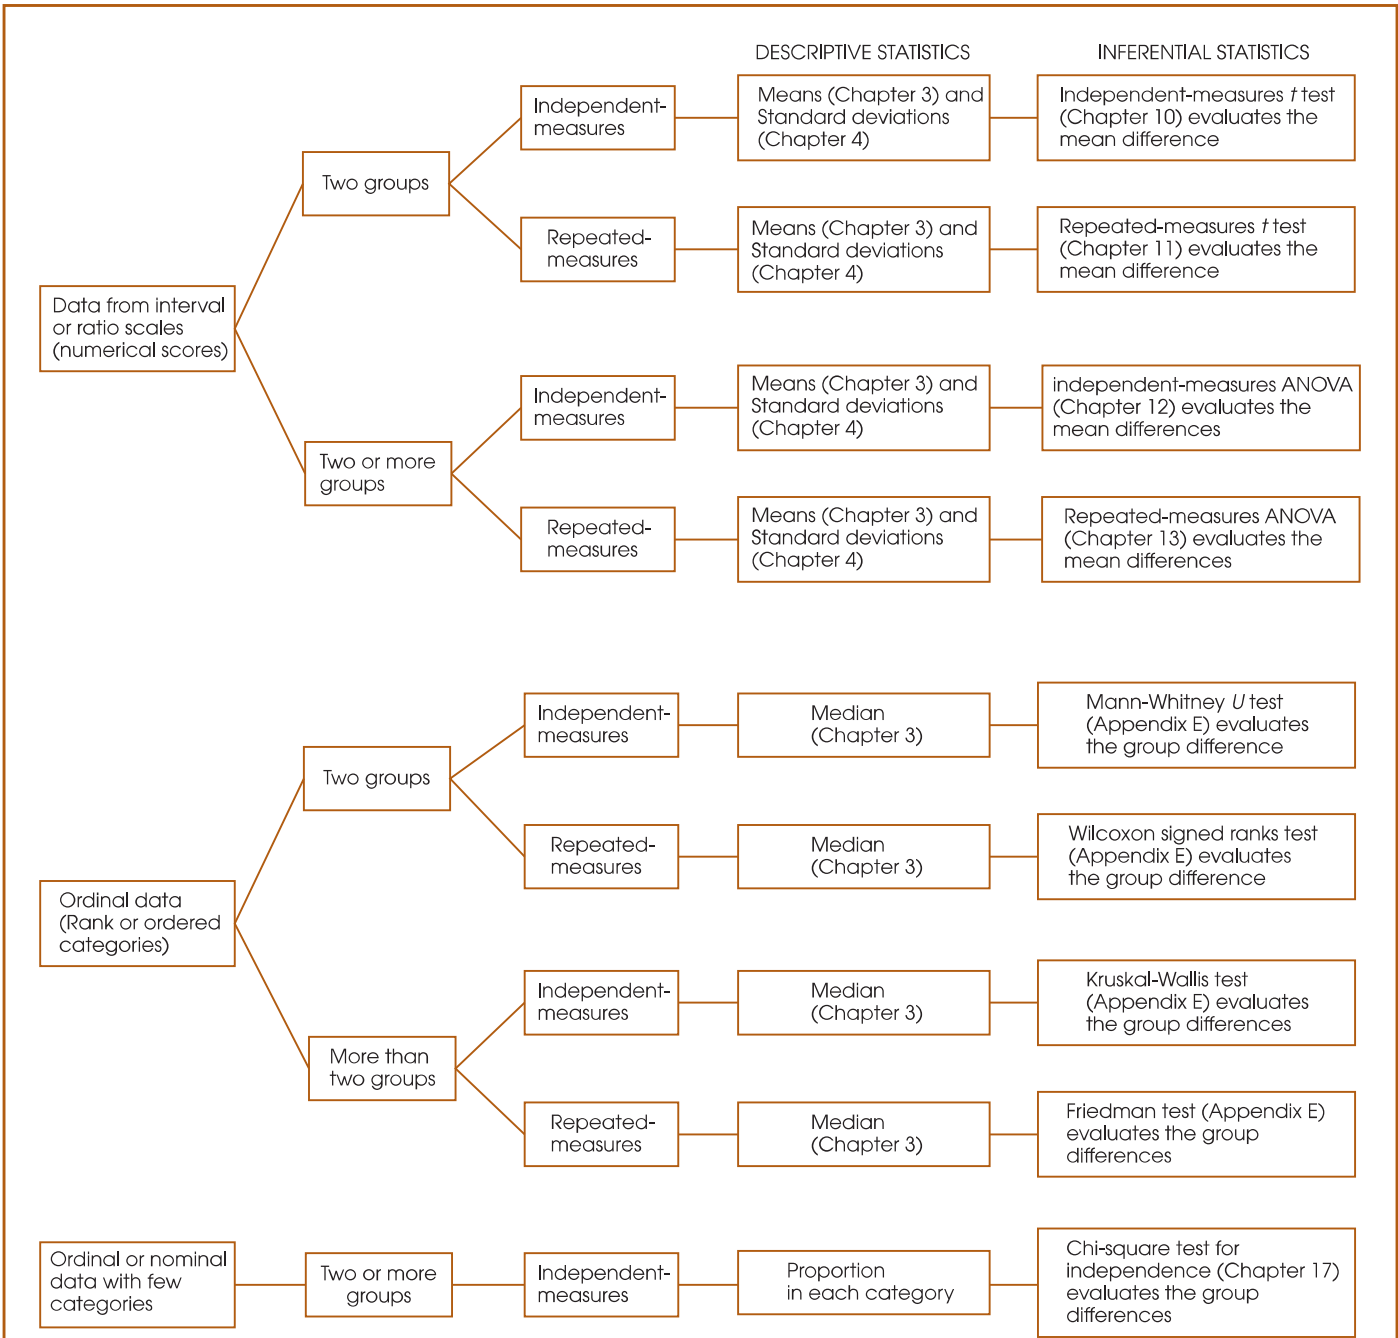 DESCRIPTIVE STATISTICS
INFERENTIAL STATISTICS
Data from interval
or ratio scales
(numerical scores)
Two groups
Independent-
measures
Means (Chapter 3) and
Standard deviations
(Chapter 4)
Independent-measures t test
(Chapter 10) evaluates the
mean difference
Repeated-
measures
Means (Chapter 3) and
Standard deviations
(Chapter 4)
Repeated-measures t test
(Chapter 11) evaluates the
mean difference
Two or more
groups
Independent-
measures
Means (Chapter 3) and
Standard deviations
(Chapter 4)
independent-measures ANOVA
(Chapter 12) evaluates the
mean differences
Repeated-
measures
Means (Chapter 3) and
Standard deviations
(Chapter 4)
Repeated-measures ANOVA
(Chapter 13) evaluates the
mean differences
Ordinal data
(Rank or ordered
categories)
Two groups
Independent-
measures
Median
(Chapter 3)
Mann-Whitney U test
(Appendix E) evaluates
the group difference
Repeated-
measures
Median
(Chapter 3)
Wilcoxon signed ranks test
(Appendix E) evaluates
the group difference
More than
two groups
Independent-
measures
Median
(Chapter 3)
Kruskal-Wallis test
(Appendix E) evaluates
the group differences
Repeated-
measures
Median
(Chapter 3)
Friedman test (Appendix E)
evaluates the group
differences
Ordinal or nominal
data with few
categories
Two or more
groups
Independent-
measures
Proportion
in each category
Chi-square test for
independence (Chapter 17)
evaluates the group
differences